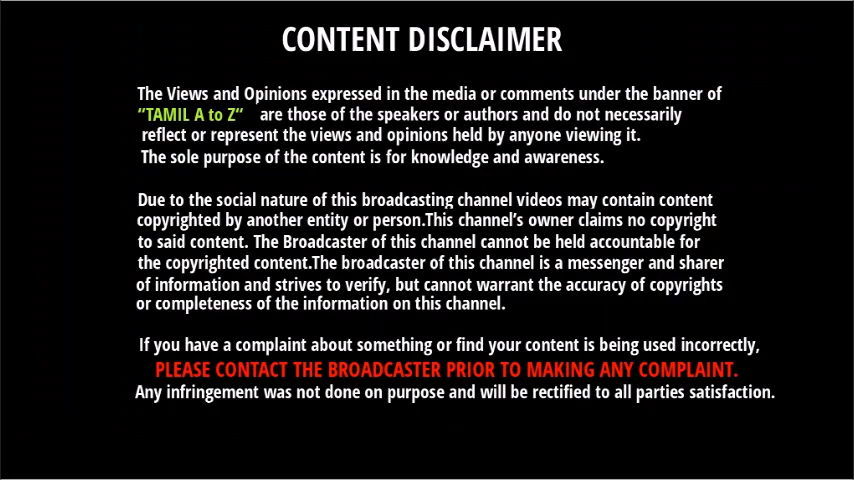 CONTENT DISCLAIMER
The Views and Opinions expressed in the media or comments under the banner of
“TAMIL A to Z” are those of the speakers or authors and do not necessarily
reflect or represent the views and opinions held by anyone viewing it.
The sole purpose of the content is for knowledge and awareness.
Due to the social nature of this broadcasting channel videos may contain content
copyrighted by another entity or person.This channel’s owner claims no copyright
to said content. The Broadcaster of this channel cannot be held accountable for
the copyrighted content.The broadcaster of this channel is a messenger and sharer
of information and strives to verify, but cannot warrant the accuracy of copyrights
or completeness of the information on this channel.
If you have a complaint about something or find your content is being used incorrectly,
PLEASE CONTACT THE BROADCASTER PRIOR TO MAKING ANY COMPLAINT.
Any infringement was not done on purpose and will be rectified to all parties satisfaction.